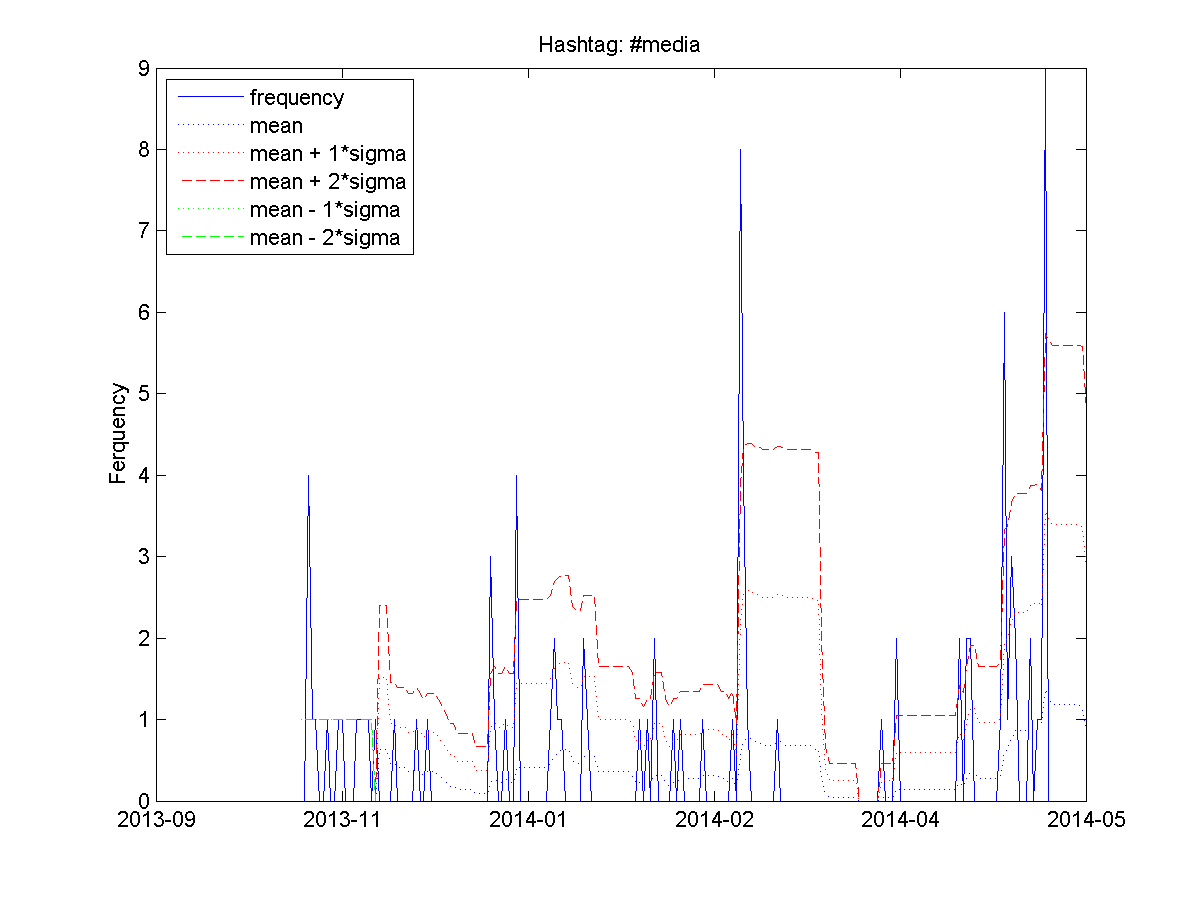 Hashtag: #media
9
8
7
6
5
4
3
2
1
0
Ferquency
frequency
mean
mean + 1*sigma
mean + 2*sigma
mean - 1*sigma
mean - 2*sigma
2013-09 2013-11 2014-01 2014-02 2014-04 2014-05